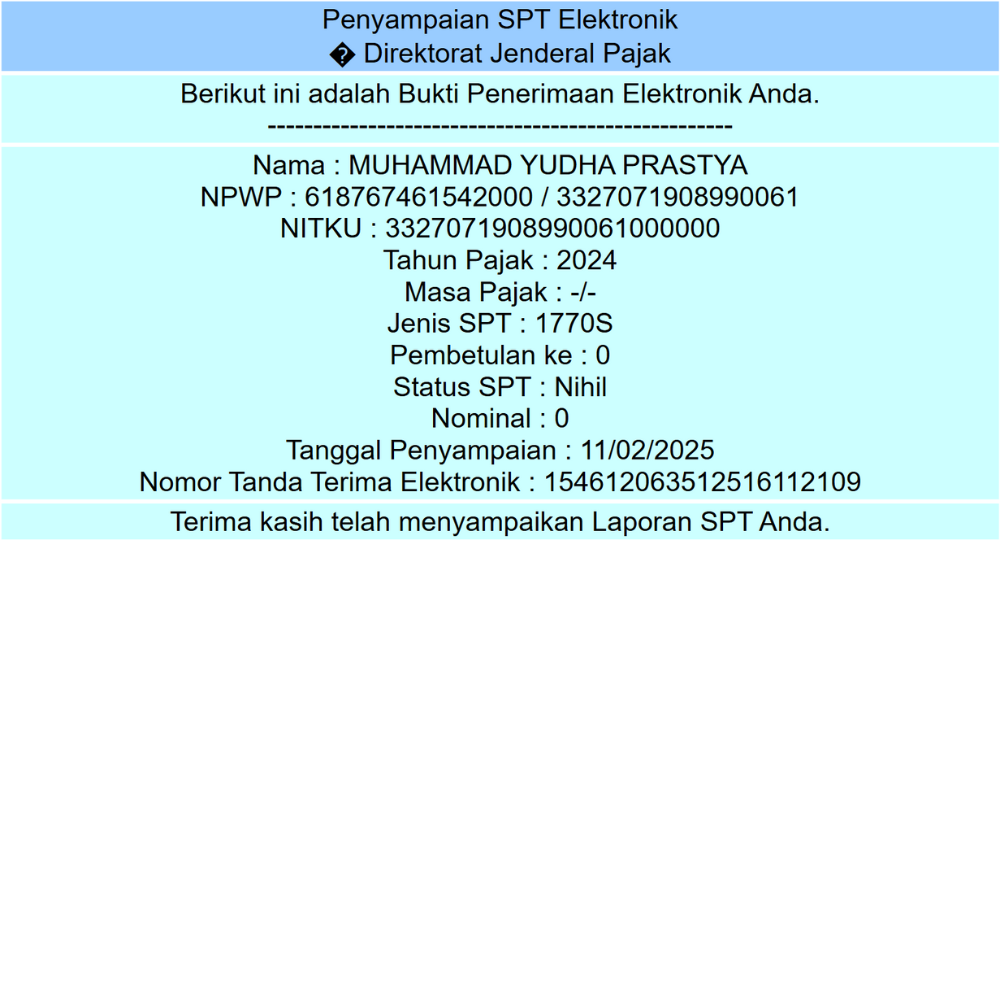 Penyampaian SPT Elektronik
� Direktorat Jenderal Pajak
Berikut ini adalah Bukti Penerimaan Elektronik Anda.
---------------------------------------------------
Nama : MUHAMMAD YUDHA PRASTYA
NPWP : 618767461542000 / 3327071908990061
NITKU : 3327071908990061000000
Tahun Pajak : 2024
Masa Pajak : -/-
Jenis SPT : 1770S
Pembetulan ke : 0
Status SPT : Nihil
Nominal : 0
Tanggal Penyampaian : 11/02/2025
Nomor Tanda Terima Elektronik : 154612063512516112109
Terima kasih telah menyampaikan Laporan SPT Anda.